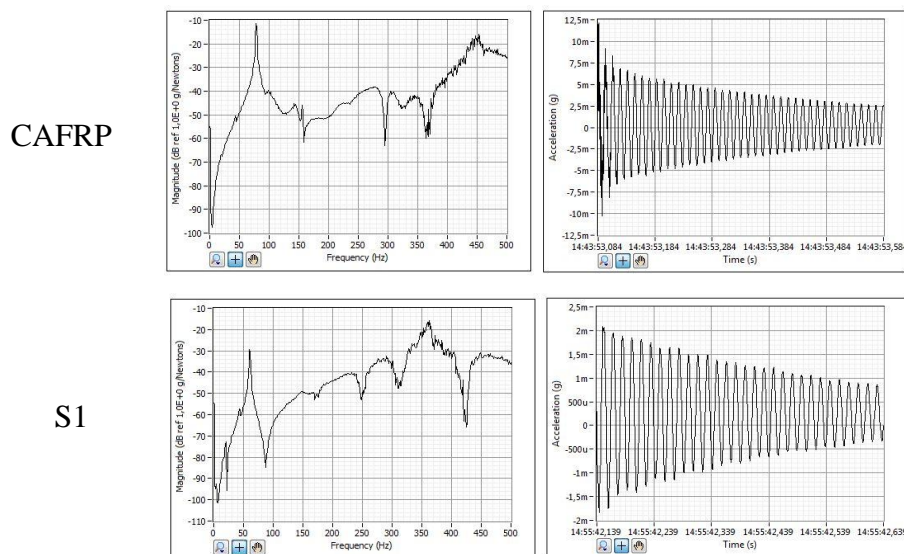 CAFRP
Magnitude (dB ref 1,0E+0 g/Newtons)
-10
-20
-30
-40
-50
-60
-70
-80
-90
-100
0 50 100 150 200 250 300 350 400 450 500
Frequency (Hz)
Acceleration (g)
12,5m
10m
7,5m
5m
2,5m
0
-2,5m
-5m
-7,5m
-10m
-12,5m
14:43:53,084 14:43:53,184 14:43:53,284 14:43:53,384 14:43:53,484 14:43:53,584
Time (s)
S1
Magnitude (dB ref 1,0E+0 g/Newtons)
-10
-20
-30
-40
-50
-60
-70
-80
-90
-100
-110
0 50 100 150 200 250 300 350 400 450 500
Frequency (Hz)
Acceleration (g)
2,5m
2m
1,5m
1m
500u
0
-500u
-1m
-1,5m
-2m
14:55:42,139 14:55:42,239 14:55:42,339 14:55:42,439 14:55:42,539 14:55:42,639
Time (s)